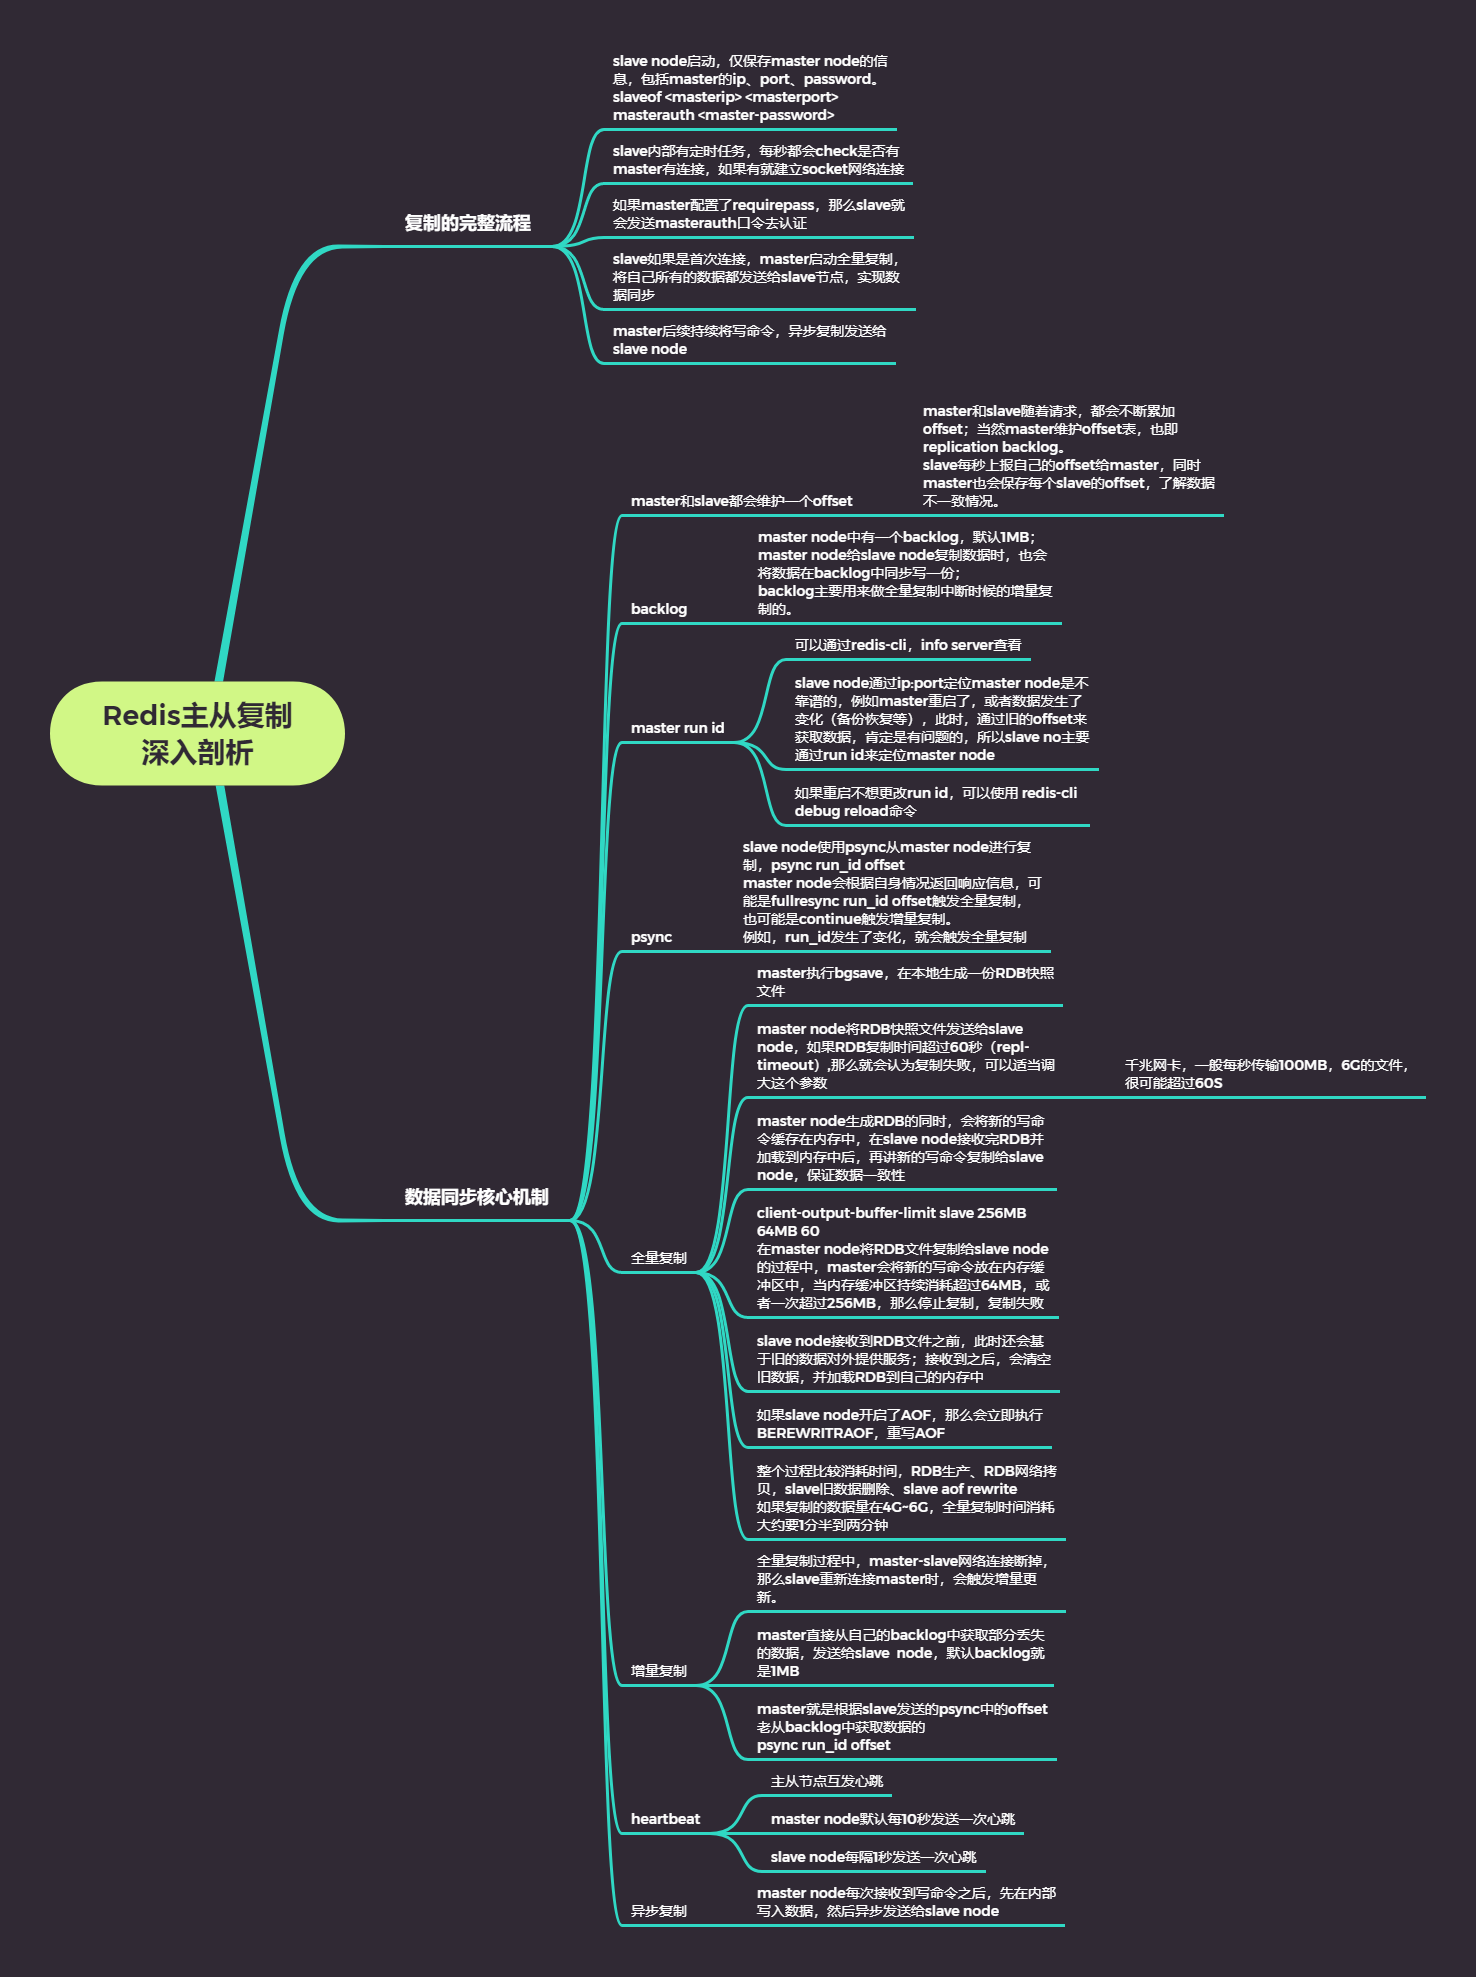 Redis主从复制
深入剖析
复制的完整流程
slave node启动，仅保存master node的信
息，包括master的ip、port、password。
slaveof <masterip> <masterport>
masterauth <master-password>
slave内部有定时任务，每秒都会check是否有
master有连接，如果有就建立socket网络连接
如果master配置了requirepass，那么slave就
会发送masterauth口令去认证
slave如果是首次连接，master启动全量复制，
将自己所有的数据都发送给slave节点，实现数
据同步
master后续持续将写命令，异步复制发送给
slave node
数据同步核心机制
master和slave都会维护一个offset
master和slave随着请求，都会不断累加
offset；当然master维护offset表，也即
replication backlog。
slave每秒上报自己的offset给master，同时
master也会保存每个slave的offset，了解数据
不一致情况。
backlog
master node中有一个backlog，默认1MB；
master node给slave node复制数据时，也会
将数据在backlog中同步写一份；
backlog主要用来做全量复制中断时候的增量复
制的。
master run id
可以通过redis-cli，info server查看
slave node通过ip:port定位master node是不
靠谱的，例如master重启了，或者数据发生了
变化（备份恢复等），此时，通过旧的offset来
获取数据，肯定是有问题的，所以slave no主要
通过run id来定位master node
如果重启不想更改run id，可以使用 redis-cli
debug reload命令
psync
slave node使用psync从master node进行复
制，psync run_id offset
master node会根据自身情况返回响应信息，可
能是fullresync run_id offset触发全量复制，
也可能是continue触发增量复制。
例如，run_id发生了变化，就会触发全量复制
全量复制
master执行bgsave，在本地生成一份RDB快照
文件
master node将RDB快照文件发送给slave
node，如果RDB复制时间超过60秒（repl-
timeout）,那么就会认为复制失败，可以适当调
大这个参数
千兆网卡，一般每秒传输100MB，6G的文件，
很可能超过60S
master node生成RDB的同时，会将新的写命
令缓存在内存中，在slave node接收完RDB并
加载到内存中后，再讲新的写命令复制给slave
node，保证数据一致性
client-output-buffer-limit slave 256MB
64MB 60
在master node将RDB文件复制给slave node
的过程中，master会将新的写命令放在内存缓
冲区中，当内存缓冲区持续消耗超过64MB，或
者一次超过256MB，那么停止复制，复制失败
slave node接收到RDB文件之前，此时还会基
于旧的数据对外提供服务；接收到之后，会清空
旧数据，并加载RDB到自己的内存中
如果slave node开启了AOF，那么会立即执行
BEREWRITRAOF，重写AOF
整个过程比较消耗时间，RDB生产、RDB网络拷
贝，slave旧数据删除、slave aof rewrite
如果复制的数据量在4G~6G，全量复制时间消耗
大约要1分半到两分钟
增量复制
全量复制过程中，master-slave网络连接断掉，
那么slave重新连接master时，会触发增量更
新。
master直接从自己的backlog中获取部分丢失
的数据，发送给slave  node，默认backlog就
是1MB
master就是根据slave发送的psync中的offset
老从backlog中获取数据的
psync run_id offset
heartbeat
主从节点互发心跳
master node默认每10秒发送一次心跳
slave node每隔1秒发送一次心跳
异步复制
master node每次接收到写命令之后，先在内部
写入数据，然后异步发送给slave node